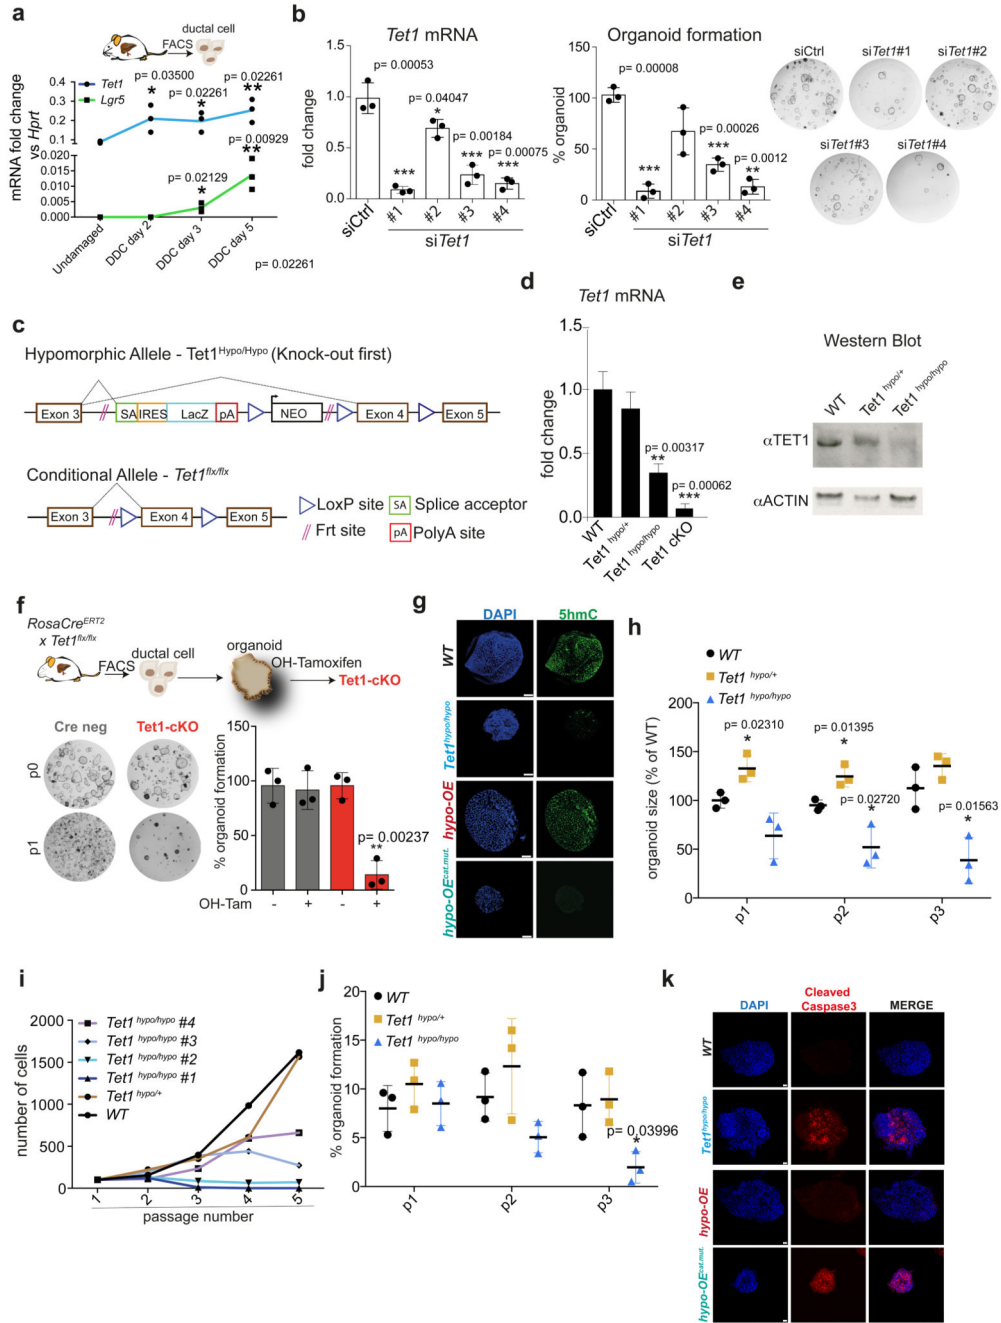 a
ductal cell
FACS
Tet1
Lgr5
p= 0.03500
p= 0.02261
p= 0.02261
p= 0.00929
p= 0.02129
*
*
**
**
*
mRNA fold change
vs Hprt
0.4
0.3
0.2
0.1
0.020
0.015
0.010
0.005
0.000
Undamaged
DDC day 2
DDC day 3
DDC day 5
p= 0.02261
b
Tet1 mRNA
fold change
1.5
1.0
0.5
0.0
p= 0.00053
p= 0.04047
p= 0.00184
p= 0.00075
***
*
***
***
siCtrl
#1
#2
#3
#4
siTet1
Organoid formation
% organoid
150
100
50
0
p= 0.00008
p= 0.00026
p= 0.0012
***
***
**
siCtrl
#1
#2
#3
#4
siTet1
siCtrl
siTet1#1
siTet1#2
siTet1#3
siTet1#4
c
Hypomorphic Allele - Tet1Hypo/Hypo (Knock-out first)
Exon 3
SA
IRES
LacZ
pA
NEO
Exon 4
Exon 5
Conditional Allele - Tet1flx/flx
Exon 3
Exon 4
Exon 5
LoxP site
SA
Splice acceptor
Frt site
pA
PolyA site
d
Tet1 mRNA
fold change
1.5
1.0
0.5
0.0
p= 0.00317
**
p= 0.00062
***
WT
Tet1 hypo/+
Tet1 hypo/hypo
Tet1 cKO
e
Western Blot
WT
Tet1 hypo/+
Tet1 hypo/hypo
αTET1
αACTIN
f
RosaCreERT2
x Tet1flx/flx
FACS
ductal cell
organoid
OH-Tamoxifen
Tet1-cKO
Cre neg
Tet1-cKO
p0
p1
% organoid formation
150
100
50
0
p= 0.00237
**
OH-Tam
-
+
-
+
g
DAPI
5hmC
WT
Tet1hypo/hypo
hypo-OE
hypo-OEcat.mut.
h
WT
Tet1 hypo/+
Tet1 hypo/hypo
organoid size (% of WT)
200
150
100
50
0
p= 0.02310
*
p= 0.01395
*
p= 0.02720
*
p= 0.01563
*
p1
p2
p3
i
number of cells
2000
1500
1000
500
0
Tet1 hypo/hypo #4
Tet1 hypo/hypo #3
Tet1 hypo/hypo #2
Tet1 hypo/hypo #1
Tet1 hypo/+
WT
1
2
3
4
5
passage number
j
% organoid formation
20
15
10
5
0
WT
Tet1 hypo/+
Tet1 hypo/hypo
p= 0.03996
*
p1
p2
p3
k
DAPI
Cleaved
Caspase3
MERGE
WT
Tet1hypo/hypo
hypo-OE
hypo-OEcat.mut.